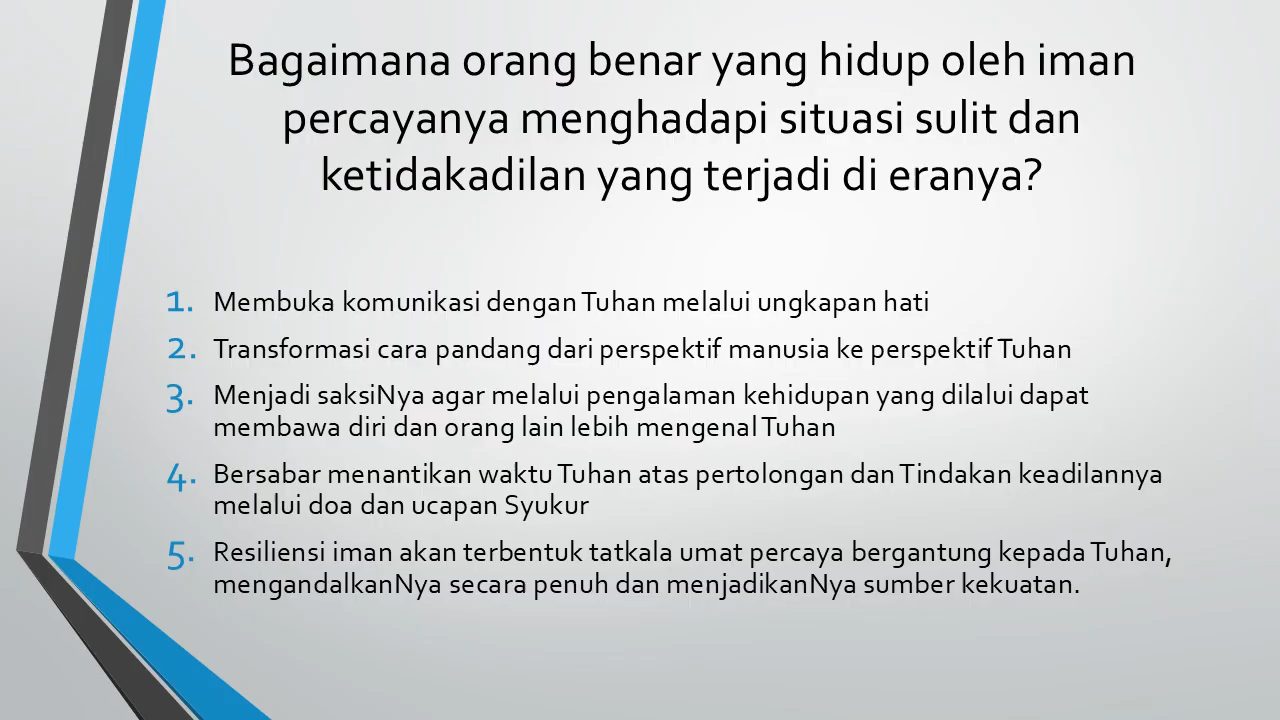 Bagaimana orang benar yang hidup oleh iman
percayanya menghadapi situasi sulit dan
ketidakadilan yang terjadi di eranya?
1. Membuka komunikasi dengan Tuhan melalui ungkapan hati
2. Transformasi cara pandang dari perspektif manusia ke perspektif Tuhan
3. Menjadi saksiNya agar melalui pengalaman kehidupan yang dilalui dapat
membawa diri dan orang lain lebih mengenal Tuhan
4. Bersabar menantikan waktu Tuhan atas pertolongan dan Tindakan keadilannya
melalui doa dan ucapan Syukur
5. Resiliensi iman akan terbentuk tatkala umat percaya bergantung kepada Tuhan,
mengandalkanNya secara penuh dan menjadikanNya sumber kekuatan.